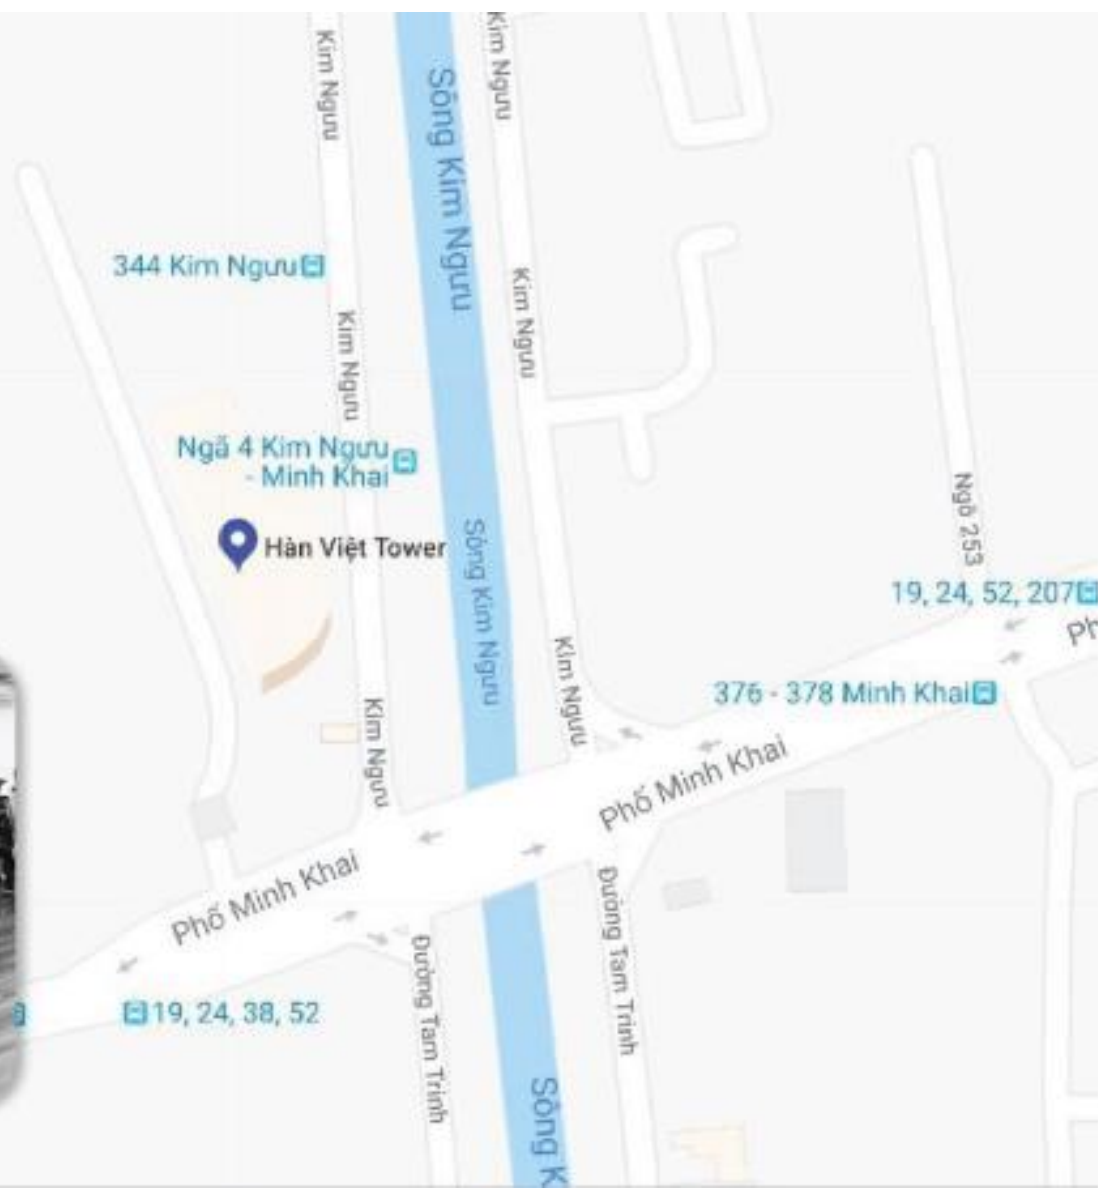 Kim Ngưu
Sông Kim Ngưu
Kim Ngưu
344 Kim Ngưu
Kim Ngưu
Kim Ngưu
Ngã 4 Kim Ngưu
- Minh Khai
Hàn Việt Tower
Sông Kim Ngưu
Ngõ 253
19, 24, 52, 207
Ph
Kim Ngưu
376 - 378 Minh Khai
Kim Ngưu
Phố Minh Khai
Phố Minh Khai
Đường Tam Trinh
Đường Tam Trinh
19, 24, 38, 52
Sông K